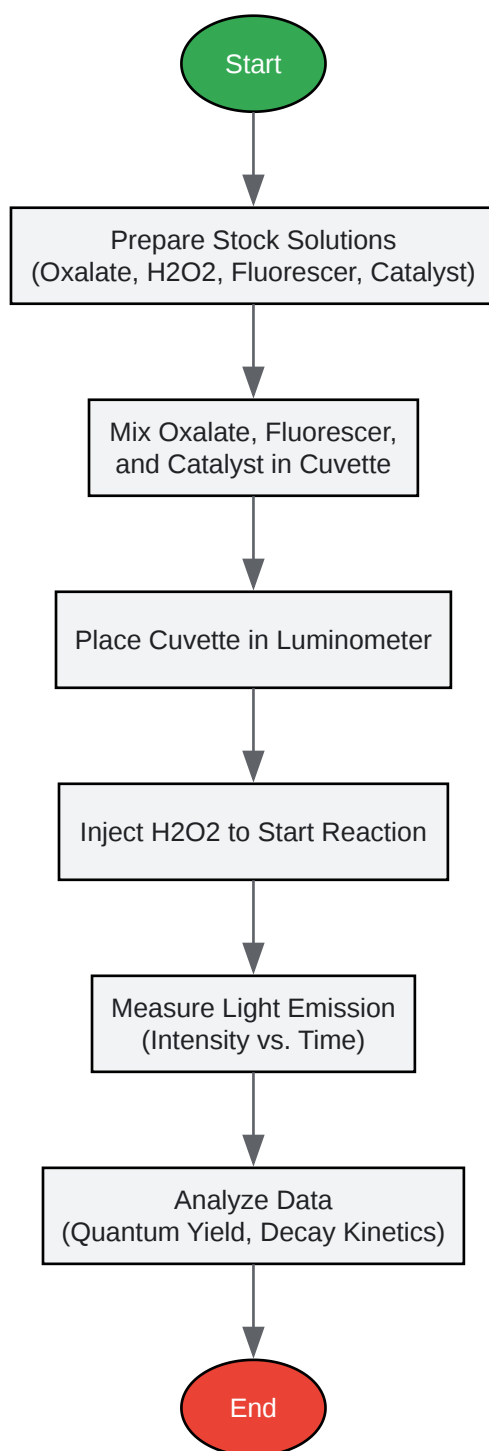 Start
Prepare Stock Solutions
(Oxalate, H2O2, Fluorescer, Catalyst)
Mix Oxalate, Fluorescer,
and Catalyst in Cuvette
Place Cuvette in Luminometer
Inject H2O2 to Start Reaction
Measure Light Emission
(Intensity vs. Time)
Analyze Data
(Quantum Yield, Decay Kinetics)
End